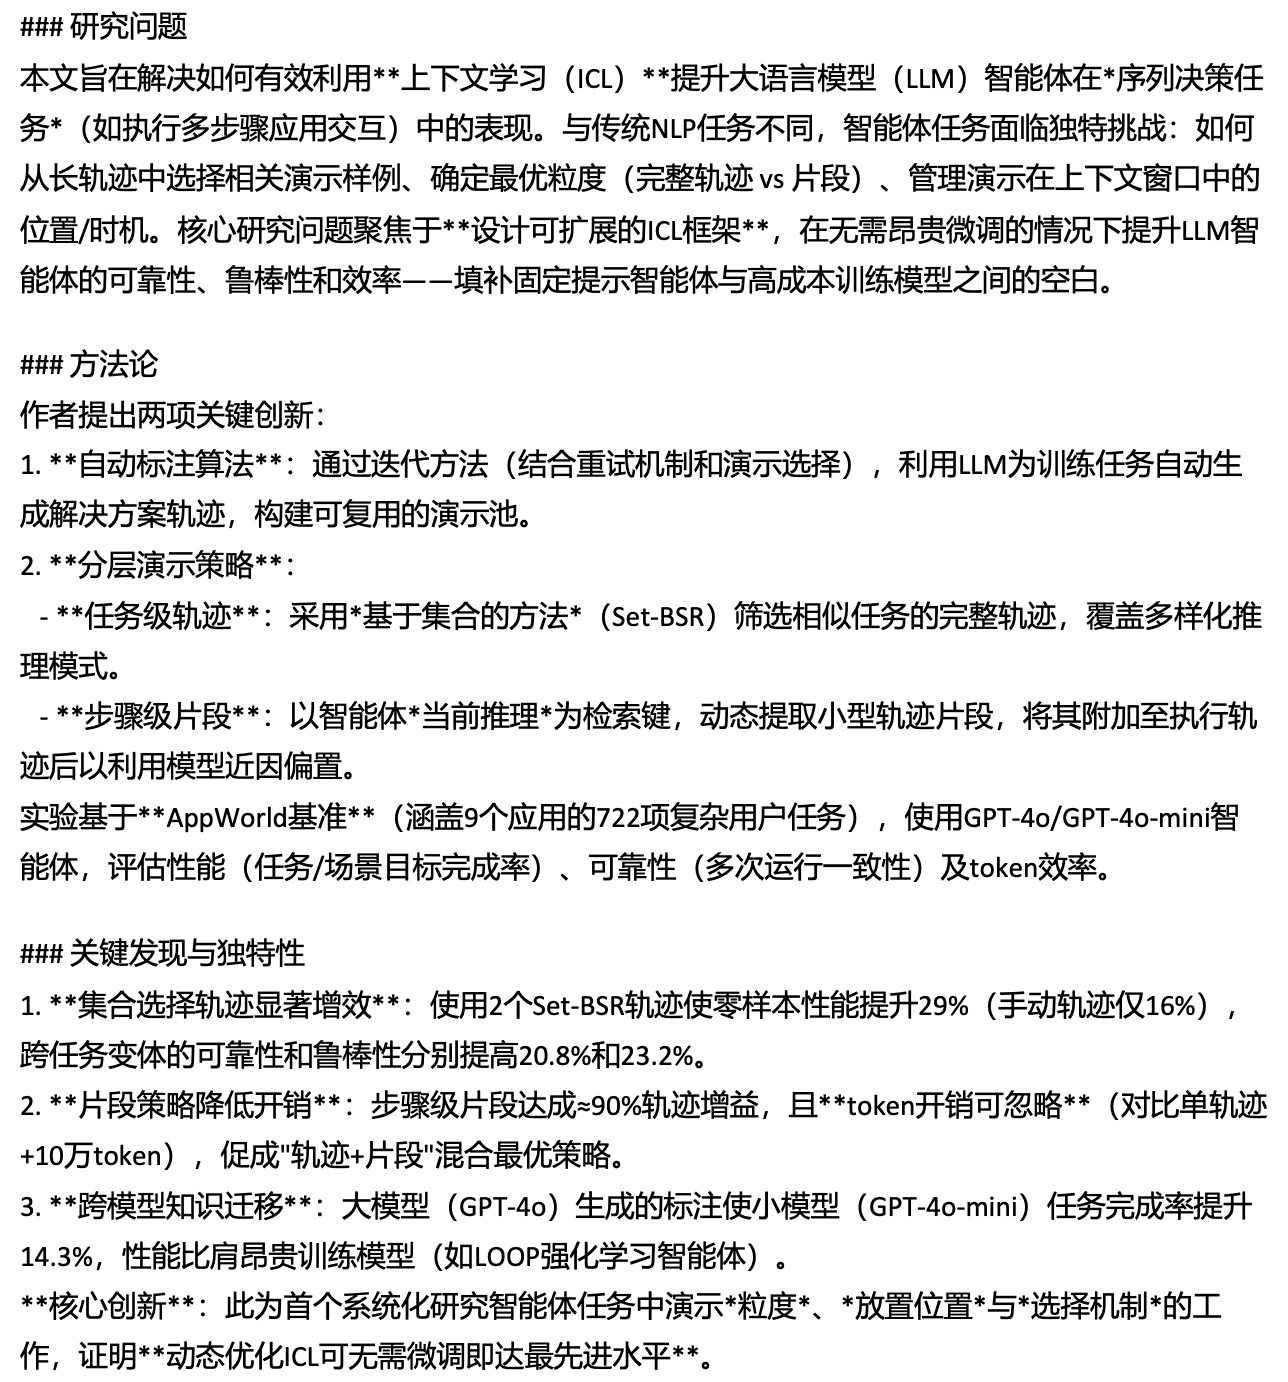 ### 研究问题
本文旨在解决如何有效利用**上下文学习（ICL）**提升大语言模型（LLM）智能体在*序列决策任
务*（如执行多步骤应用交互）中的表现。与传统NLP任务不同，智能体任务面临独特挑战：如何
从长轨迹中选择相关演示样例、确定最优粒度（完整轨迹 vs 片段）、管理演示在上下文窗口中的
位置/时机。核心研究问题聚焦于**设计可扩展的ICL框架**，在无需昂贵微调的情况下提升LLM智
能体的可靠性、鲁棒性和效率——填补固定提示智能体与高成本训练模型之间的空白。
### 方法论
作者提出两项关键创新：
1. **自动标注算法**：通过迭代方法（结合重试机制和演示选择），利用LLM为训练任务自动生
成解决方案轨迹，构建可复用的演示池。
2. **分层演示策略**：
- **任务级轨迹**：采用*基于集合的方法*（Set-BSR）筛选相似任务的完整轨迹，覆盖多样化推
理模式。
- **步骤级片段**：以智能体*当前推理*为检索键，动态提取小型轨迹片段，将其附加至执行轨
迹后以利用模型近因偏置。
实验基于**AppWorld基准**（涵盖9个应用的722项复杂用户任务），使用GPT-4o/GPT-4o-mini智
能体，评估性能（任务/场景目标完成率）、可靠性（多次运行一致性）及token效率。
### 关键发现与独特性
1. **集合选择轨迹显著增效**：使用2个Set-BSR轨迹使零样本性能提升29%（手动轨迹仅16%），
跨任务变体的可靠性和鲁棒性分别提高20.8%和23.2%。
2. **片段策略降低开销**：步骤级片段达成≈90%轨迹增益，且**token开销可忽略**（对比单轨迹
+10万token），促成"轨迹+片段"混合最优策略。
3. **跨模型知识迁移**：大模型（GPT-4o）生成的标注使小模型（GPT-4o-mini）任务完成率提升
14.3%，性能比肩昂贵训练模型（如LOOP强化学习智能体）。
**核心创新**：此为首个系统化研究智能体任务中演示*粒度*、*放置位置*与*选择机制*的工
作，证明**动态优化ICL可无需微调即达最先进水平**。